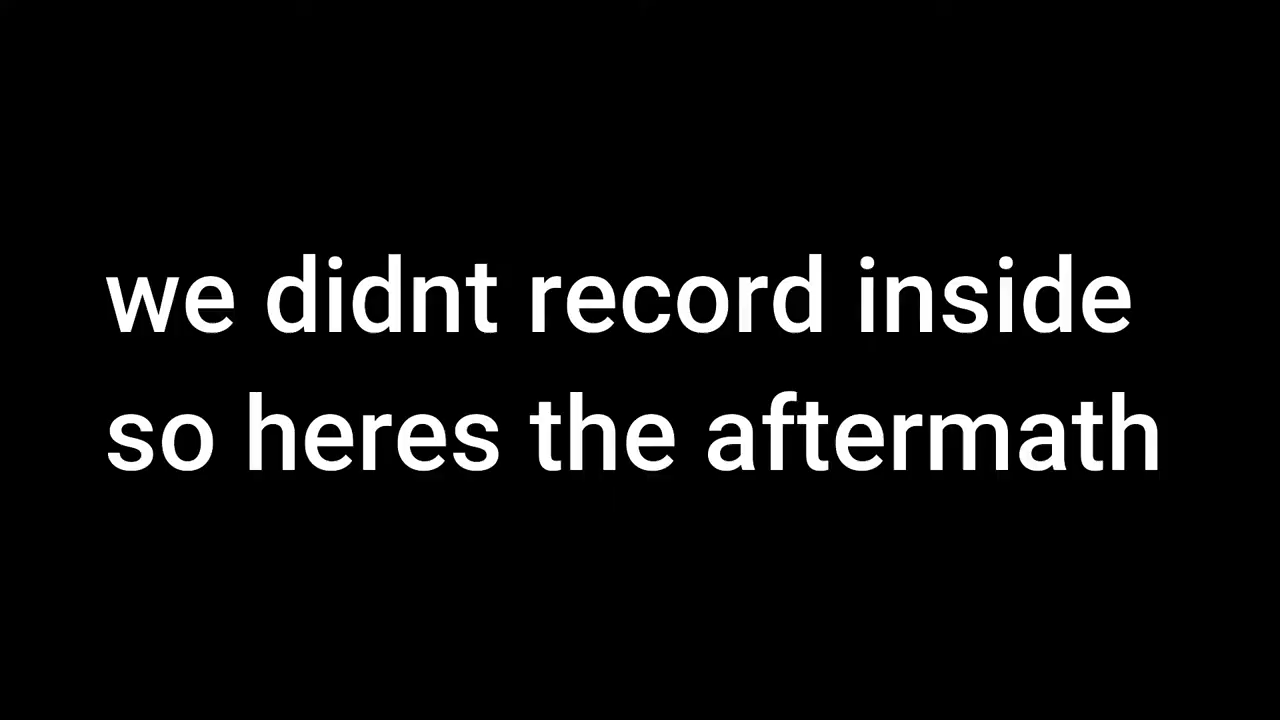 we didnt record inside
so heres the aftermath